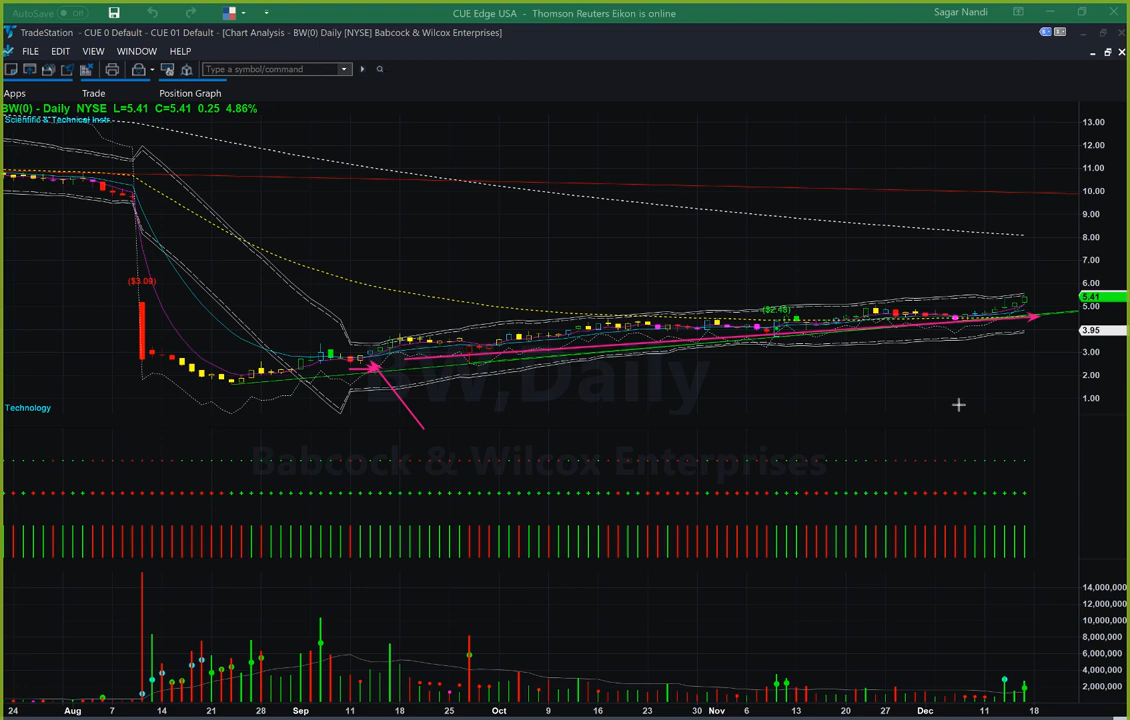 AutoSave Off
CUE Edge USA - Thomson Reuters Eikon is online
Sagar Nandi
TradeStation - CUE 0 Default - CUE 01 Default - [Chart Analysis - BW(0) Daily [NYSE] Babcock & Wilcox Enterprises]
FILE EDIT VIEW WINDOW HELP
Type a symbol/command
Apps Trade Position Graph
BW(0) - Daily NYSE L=5.41 C=5.41 0.25 4.86%
Scientific & Technical Instr.
13.00
12.00
11.00
10.00
9.00
8.00
7.00
6.00
5.41
5.00
3.95
3.00
2.00
1.00
($3.09)
($2.48)
BW,Daily
Technology
Babcock & Wilcox Enterprises
14,000,000
12,000,000
10,000,000
8,000,000
6,000,000
4,000,000
2,000,000
24 Aug 7 14 21 28 Sep 11 18 25 Oct 9 16 23 30 Nov 6 13 20 27 Dec 11 18